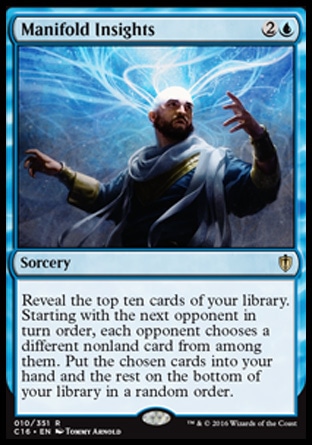 Manifold Insights 2
Sorcery
Reveal the top ten cards of your library.
Starting with the next opponent in
turn order, each opponent chooses a
different nonland card from among
them. Put the chosen cards into your
hand and the rest on the bottom of
your library in a random order.
010/351 R
C16 • EN Tommy Arnold
™ & © 2016 Wizards of the Coast